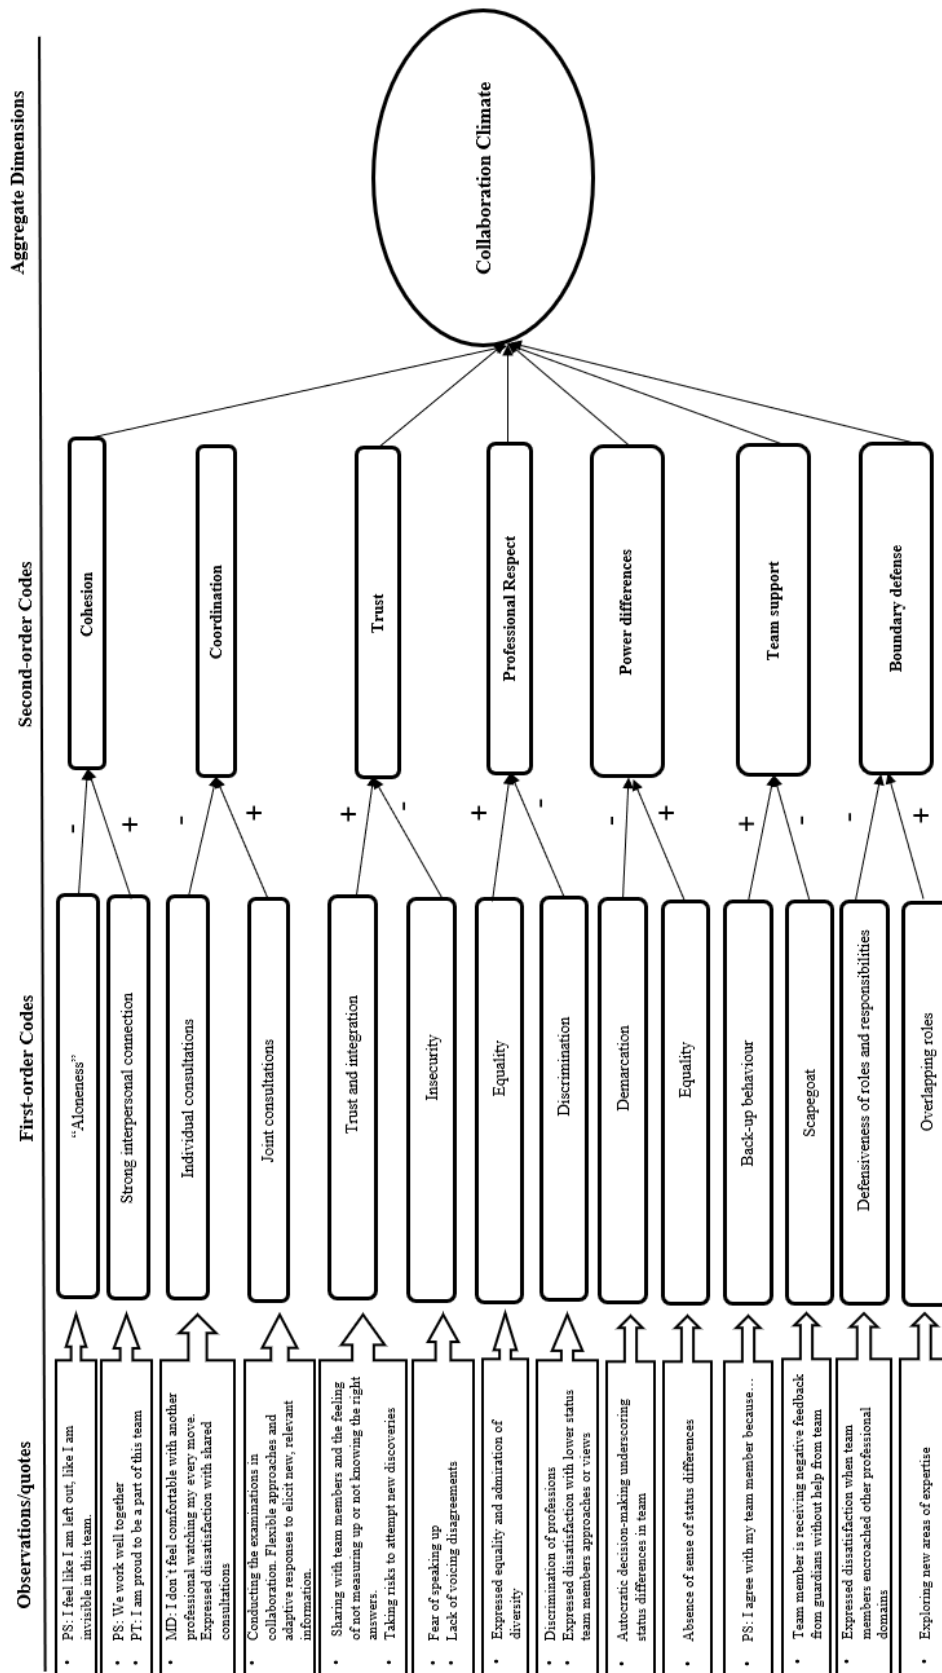 Observations/quotes
First-order Codes
Second-order Codes
Aggregate Dimensions
• PS: I feel like I am left out, like I am
invisible in this team.
• PS: We work well together
• PT: I am proud to be a part of this team
• MD: I don`t feel comfortable with another
professional watching my every move.
Expressed dissatisfaction with shared
consultations
• Conducting the examinations in
collaboration. Flexible approaches and
adaptive responses to elicit new, relevant
information.
• Sharing with team members and the feeling
of not measuring up or not knowing the right
answers.
• Taking risks to attempt new discoveries
• Fear of speaking up
• Lack of voicing disagreements
• Expressed equality and admiration of
diversity
• Discrimination of professions
• Expressed dissatisfaction with lower status
team members approaches or views
• Autocratic decision-making underscoring
status differences in team
• Absence of sense of status differences
• PS: I agree with my team member because…
• Team member is receiving negative feedback
from guardians without help from team
• Expressed dissatisfaction when team
members encroached other professional
domains
• Exploring new areas of expertise
“Aloneness”
Strong interpersonal connection
Individual consultations
Joint consultations
Trust and integration
Insecurity
Equality
Discrimination
Demarcation
Equality
Back-up behaviour
Scapegoat
Defensiveness of roles and responsibilities
Overlapping roles
-
+
-
+
+
-
+
-
-
+
+
-
-
+
Cohesion
Coordination
Trust
Professional Respect
Power differences
Team support
Boundary defense
Collaboration Climate